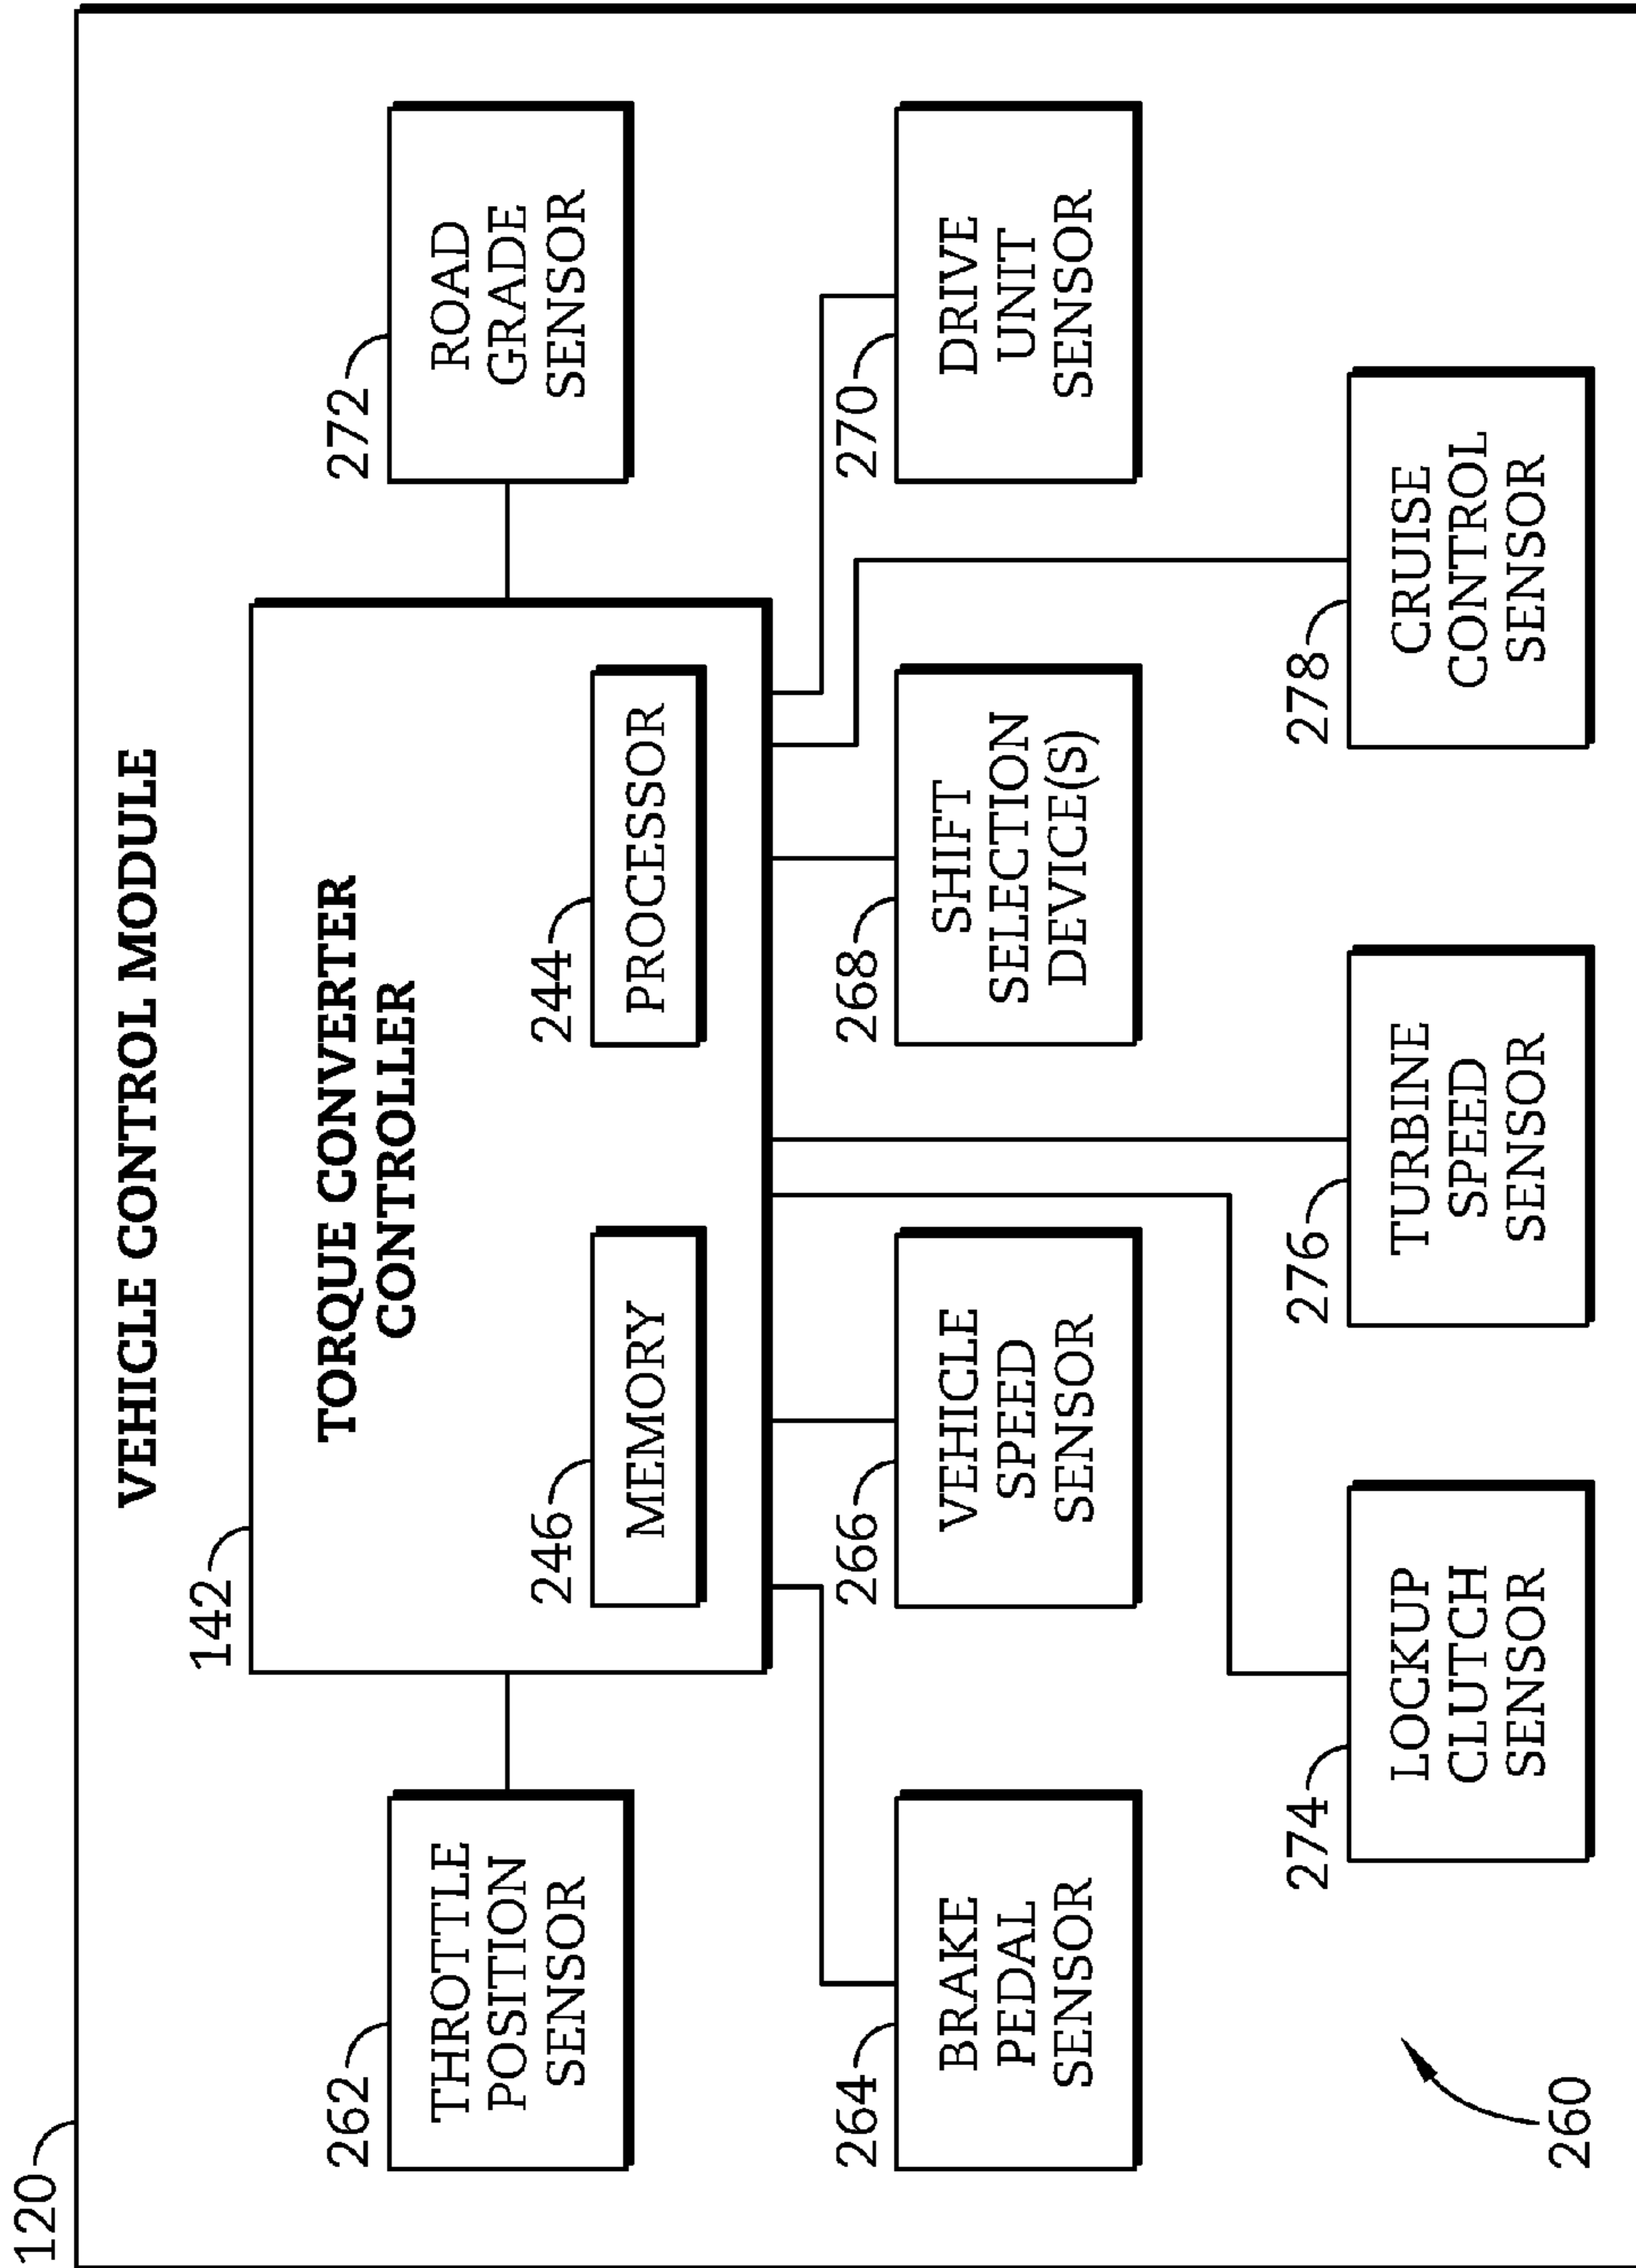 120
VEHICLE CONTROL MODULE
142
TORQUE CONVERTER
CONTROLLER
246
MEMORY
244
PROCESSOR
262
THROTTLE
POSITION
SENSOR
272
ROAD
GRADE
SENSOR
264
BRAKE
PEDAL
SENSOR
266
VEHICLE
SPEED
SENSOR
268
SHIFT
SELECTION
DEVICE(S)
270
DRIVE
UNIT
SENSOR
274
LOCKUP
CLUTCH
SENSOR
276
TURBINE
SPEED
SENSOR
278
CRUISE
CONTROL
SENSOR
260